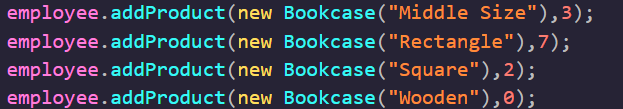 employee.addProduct(new Bookcase("Middle Size"),3);
employee.addProduct(new Bookcase("Rectangle"),7);
employee.addProduct(new Bookcase("Square"),2);
employee.addProduct(new Bookcase("Wooden"),0);